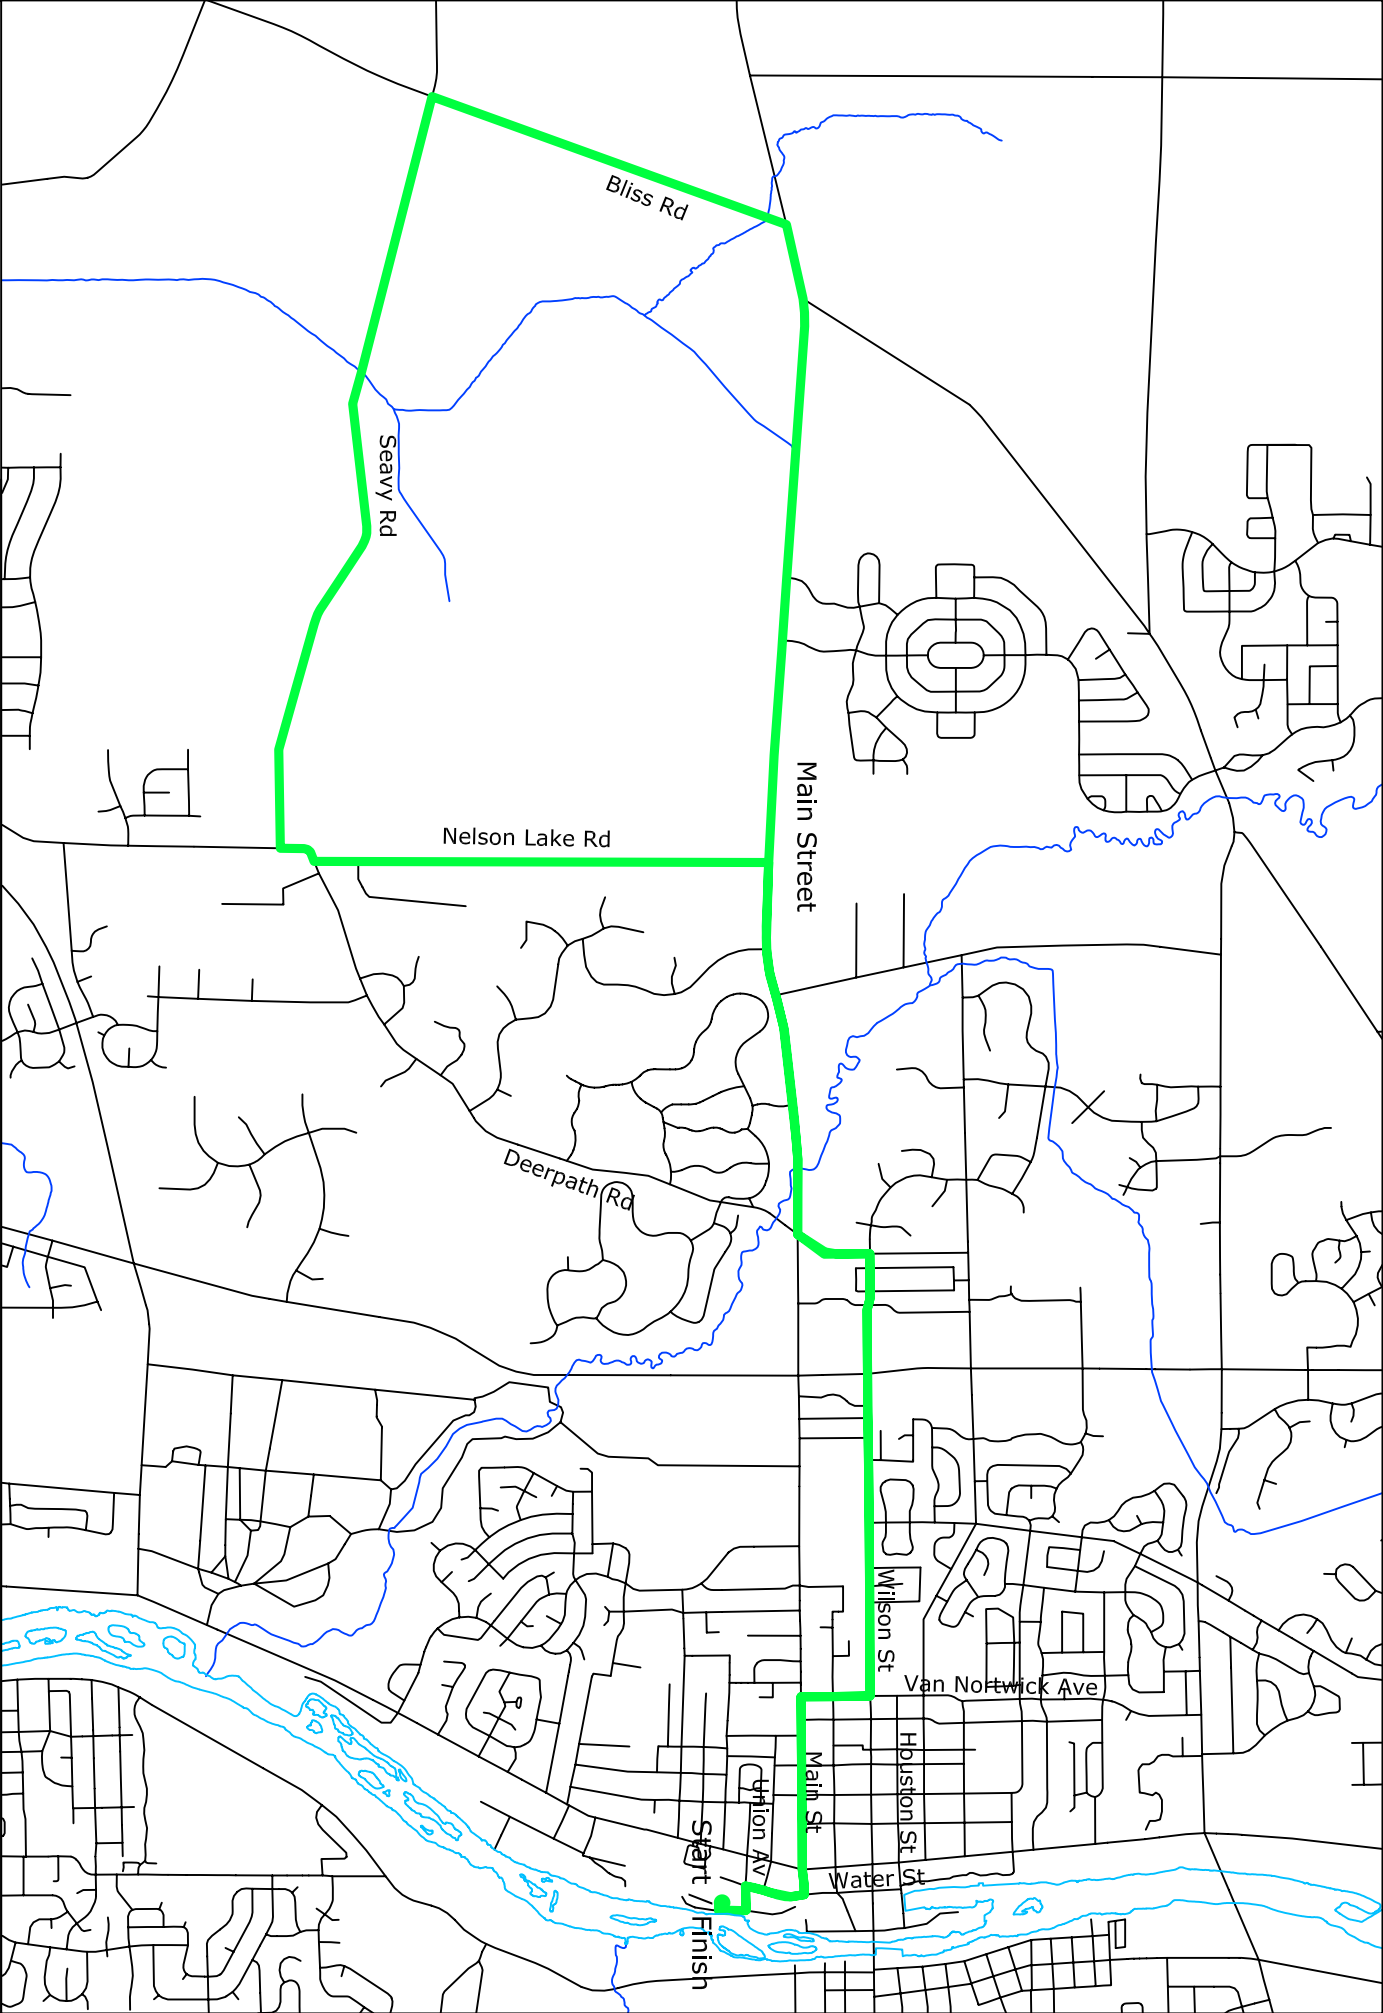 Bliss Rd
Seavy Rd
Main Street
Nelson Lake Rd
Deerpath Rd
Wilson St
Van Nortwick Ave
Houston St
Main St
Union Av
Start / Finish
Water St